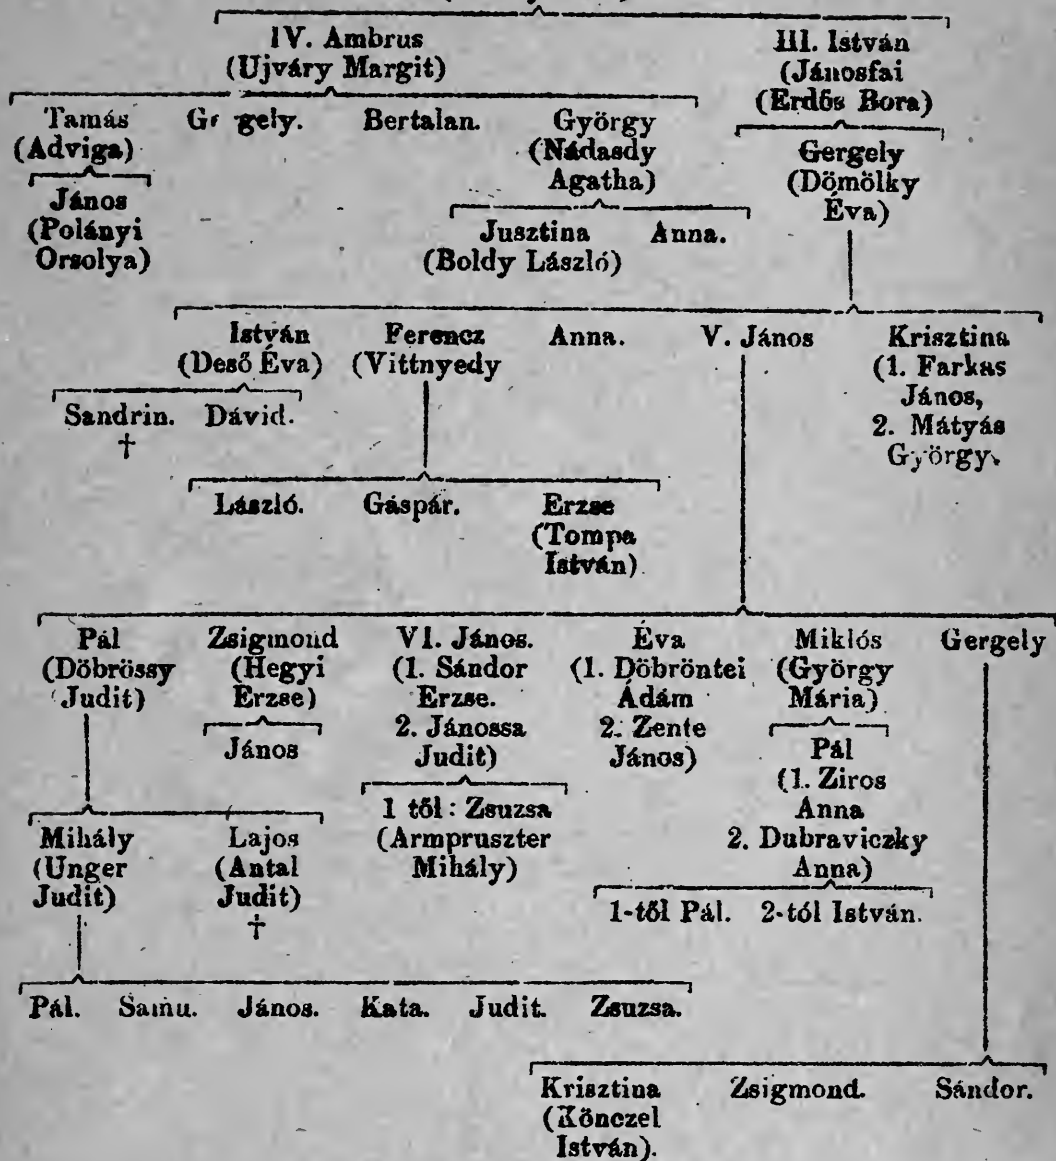 IV. Ambrus III. István
(Ujváry Margit) (Jánosfai
(Erdős Bora)
Tamás Gergely. Bertalan. György
(Adviga) (Nádasdy Gergely
Agatha) (Dömölky
János Éva)
(Polányi Jusztina Anna.
Orsolya) (Boldy László)
István Ferencz Anna. V. János Krisztina
(Deső Éva) (Vittnyedy (1. Farkas
János,
Sandrin. Dávid. 2. Mátyás
† György.
László. Gáspár. Erzse
(Tompa
István)
Pál Zsigmond VI. János. Éva Miklós Gergely
(Döbrössy (Hegyi (1. Sándor (1. Döbröntei (György
Judit) Erzse) Erzse. Ádám Mária)
2. Jánossa 2. Zente
János Judit) János) Pál
(1. Ziros
1 től: Zsuzsa Anna
Mihály Lajos (Armpruszter 2. Dubraviczky
(Unger (Antal Mihály) Anna)
Judit) Judit)
† 1-től Pál. 2-tól István.
Pál. Samu. János. Kata. Judit. Zsuzsa.
Krisztina Zsigmond. Sándor.
(Könczel
István).